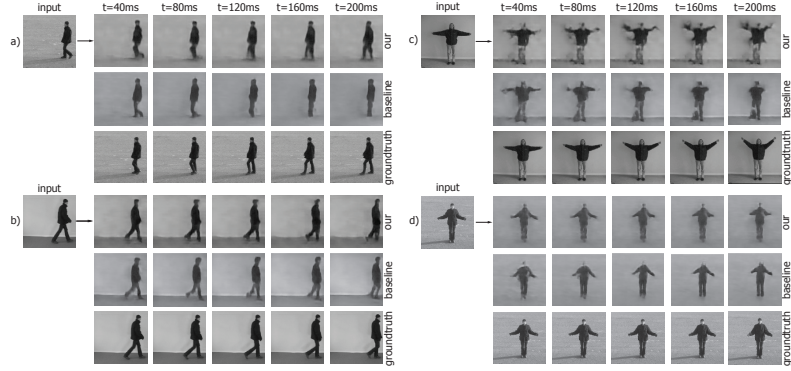 input t=40ms t=80ms t=120ms t=160ms t=200ms
a)
our
baseline
groundtruth
input
b)
our
baseline
groundtruth
input t=40ms t=80ms t=120ms t=160ms t=200ms
c)
our
baseline
groundtruth
input
d)
our
baseline
groundtruth